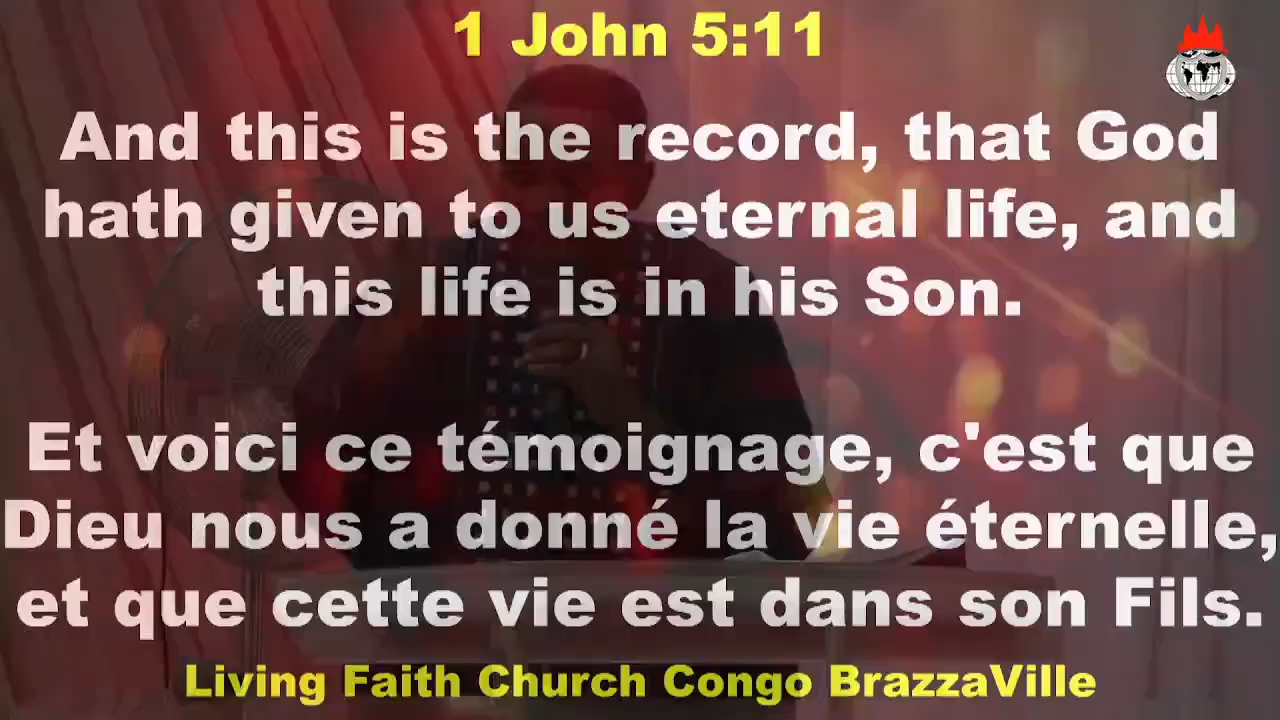 1 John 5:11
And this is the record, that God
hath given to us eternal life, and
this life is in his Son.
Et voici ce témoignage, c'est que
Dieu nous a donné la vie éternelle,
et que cette vie est dans son Fils.
Living Faith Church Congo BrazzaVille